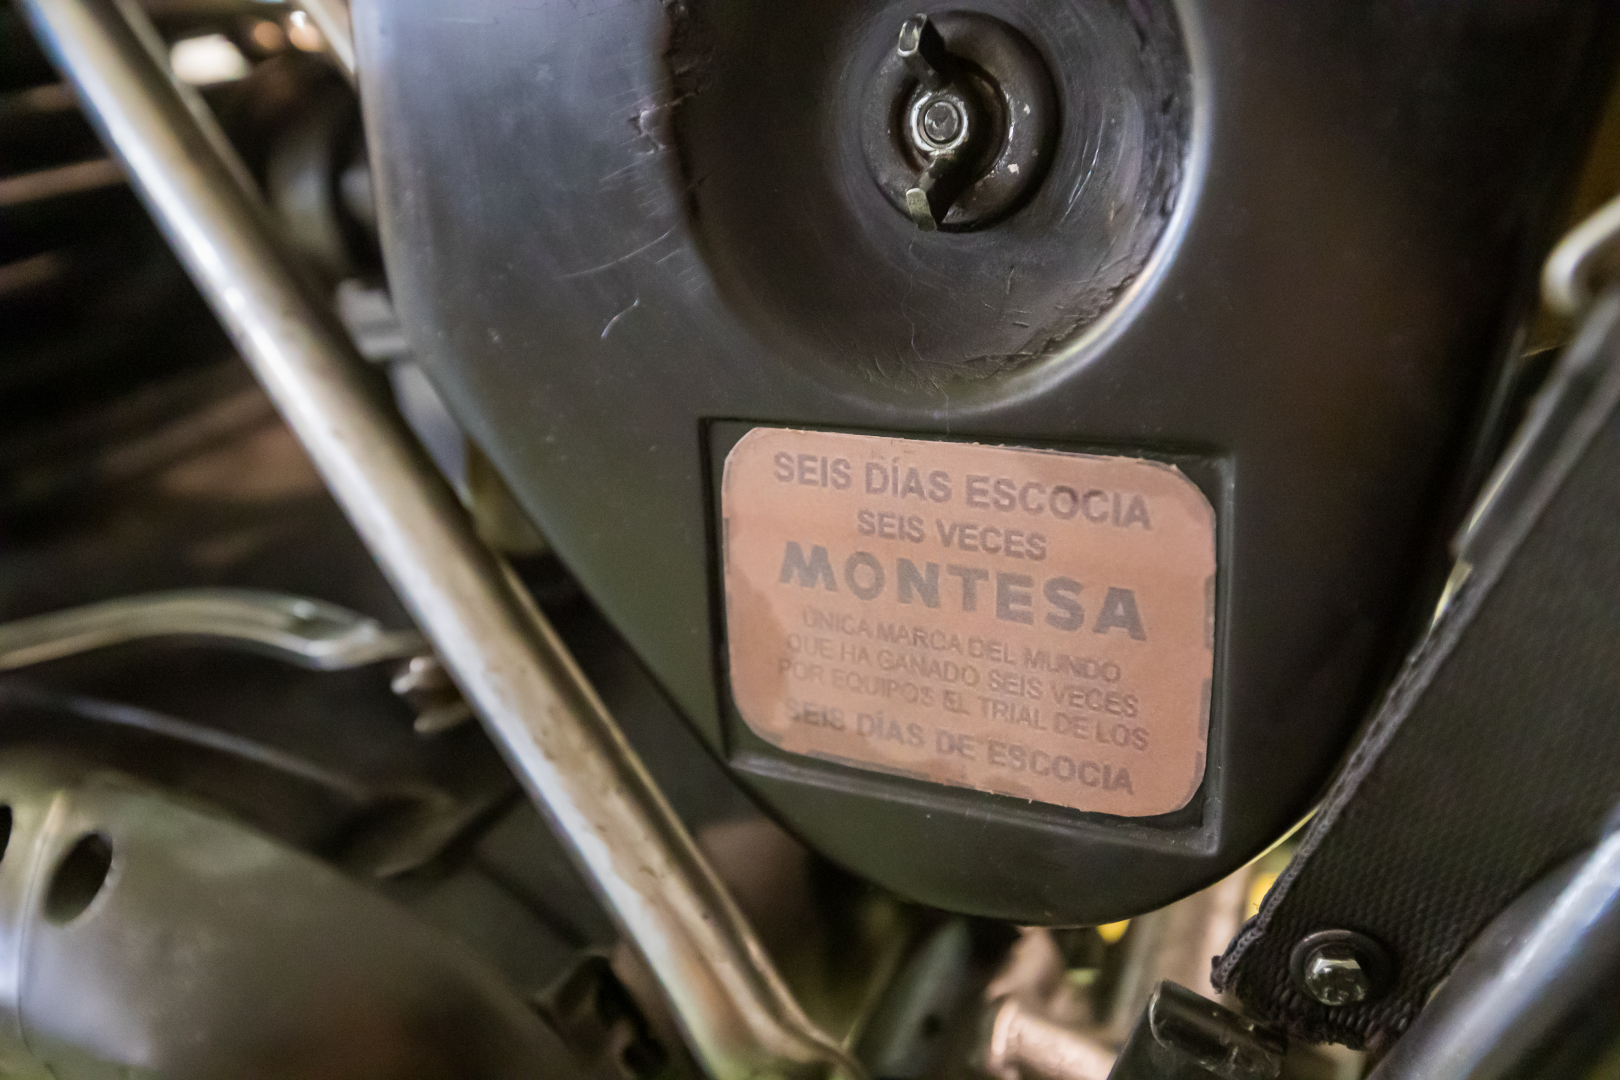 SEIS DÍAS ESCOCIA
SEIS VECES
MONTESA
ÚNICA MARCA DEL MUNDO
QUE HA GANADO SEIS VECES
POR EQUIPOS EL TRIAL DE LOS
SEIS DÍAS DE ESCOCIA